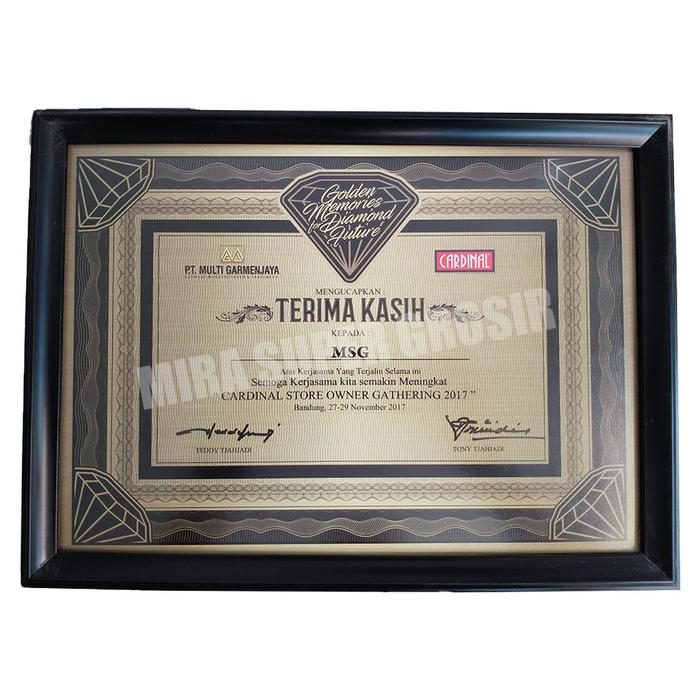 Golden
Memories
for Diamond
Future
P.T. MULTI GARMENJAYA
CARDINAL
MENGUCAPKAN :
TERIMA KASIH
KEPADA :
MSG
Atas Kerjasama Yang Terjalin Selama ini
Semoga Kerjasama kita semakin Meningkat
CARDINAL STORE OWNER GATHERING 2017 "
Bandung, 27-29 November 2017
TEDDY TJAHJADI
TONY TJAHJADI
MIRA SUPER GROSIR